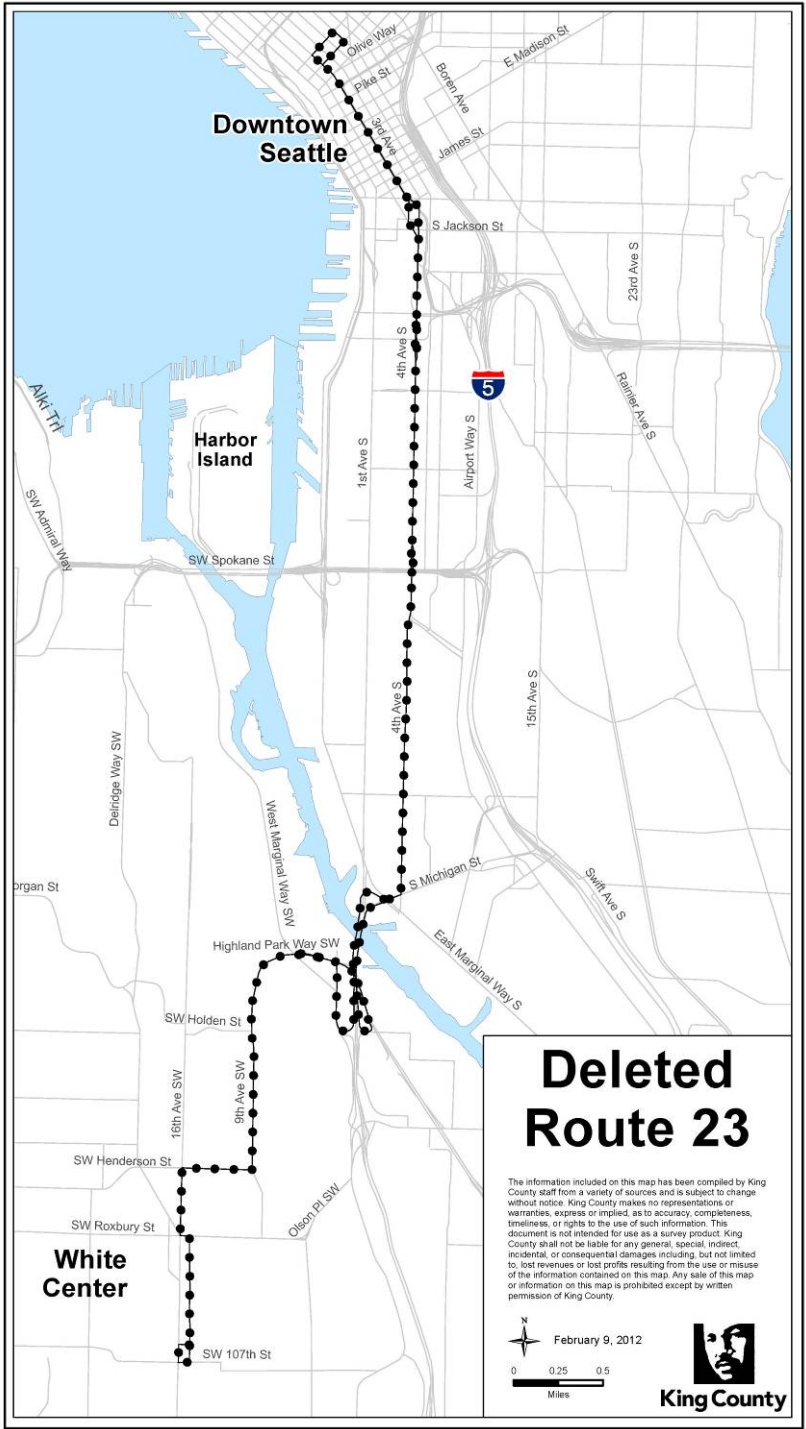 Olive Way
E Madison St
Pike St
Boren Ave
Downtown
Seattle
3rd Ave
James St
S Jackson St
23rd Ave S
4th Ave S
5
Rainier Ave S
Alki Trl
Harbor
Island
1st Ave S
Airport Way S
SW Admiral Way
SW Spokane St
4th Ave S
15th Ave S
Delridge Way SW
West Marginal Way SW
S Michigan St
Swift Ave S
organ St
Highland Park Way SW
East Marginal Way S
SW Holden St
16th Ave SW
9th Ave SW
SW Henderson St
Olson Pl SW
SW Roxbury St
White
Center
SW 107th St
Deleted
Route 23
The information included on this map has been compiled by King
County staff from a variety of sources and is subject to change
without notice. King County makes no representations or
warranties, express or implied, as to accuracy, completeness,
timeliness, or rights to the use of such information. This
document is not intended for use as a survey product. King
County shall not be liable for any general, special, indirect,
incidental, or consequential damages including, but not limited
to, lost revenues or lost profits resulting from the use or misuse
of the information contained on this map. Any sale of this map
or information on this map is prohibited except by written
permission of King County.
N
February 9, 2012
0 0.25 0.5
Miles
King County